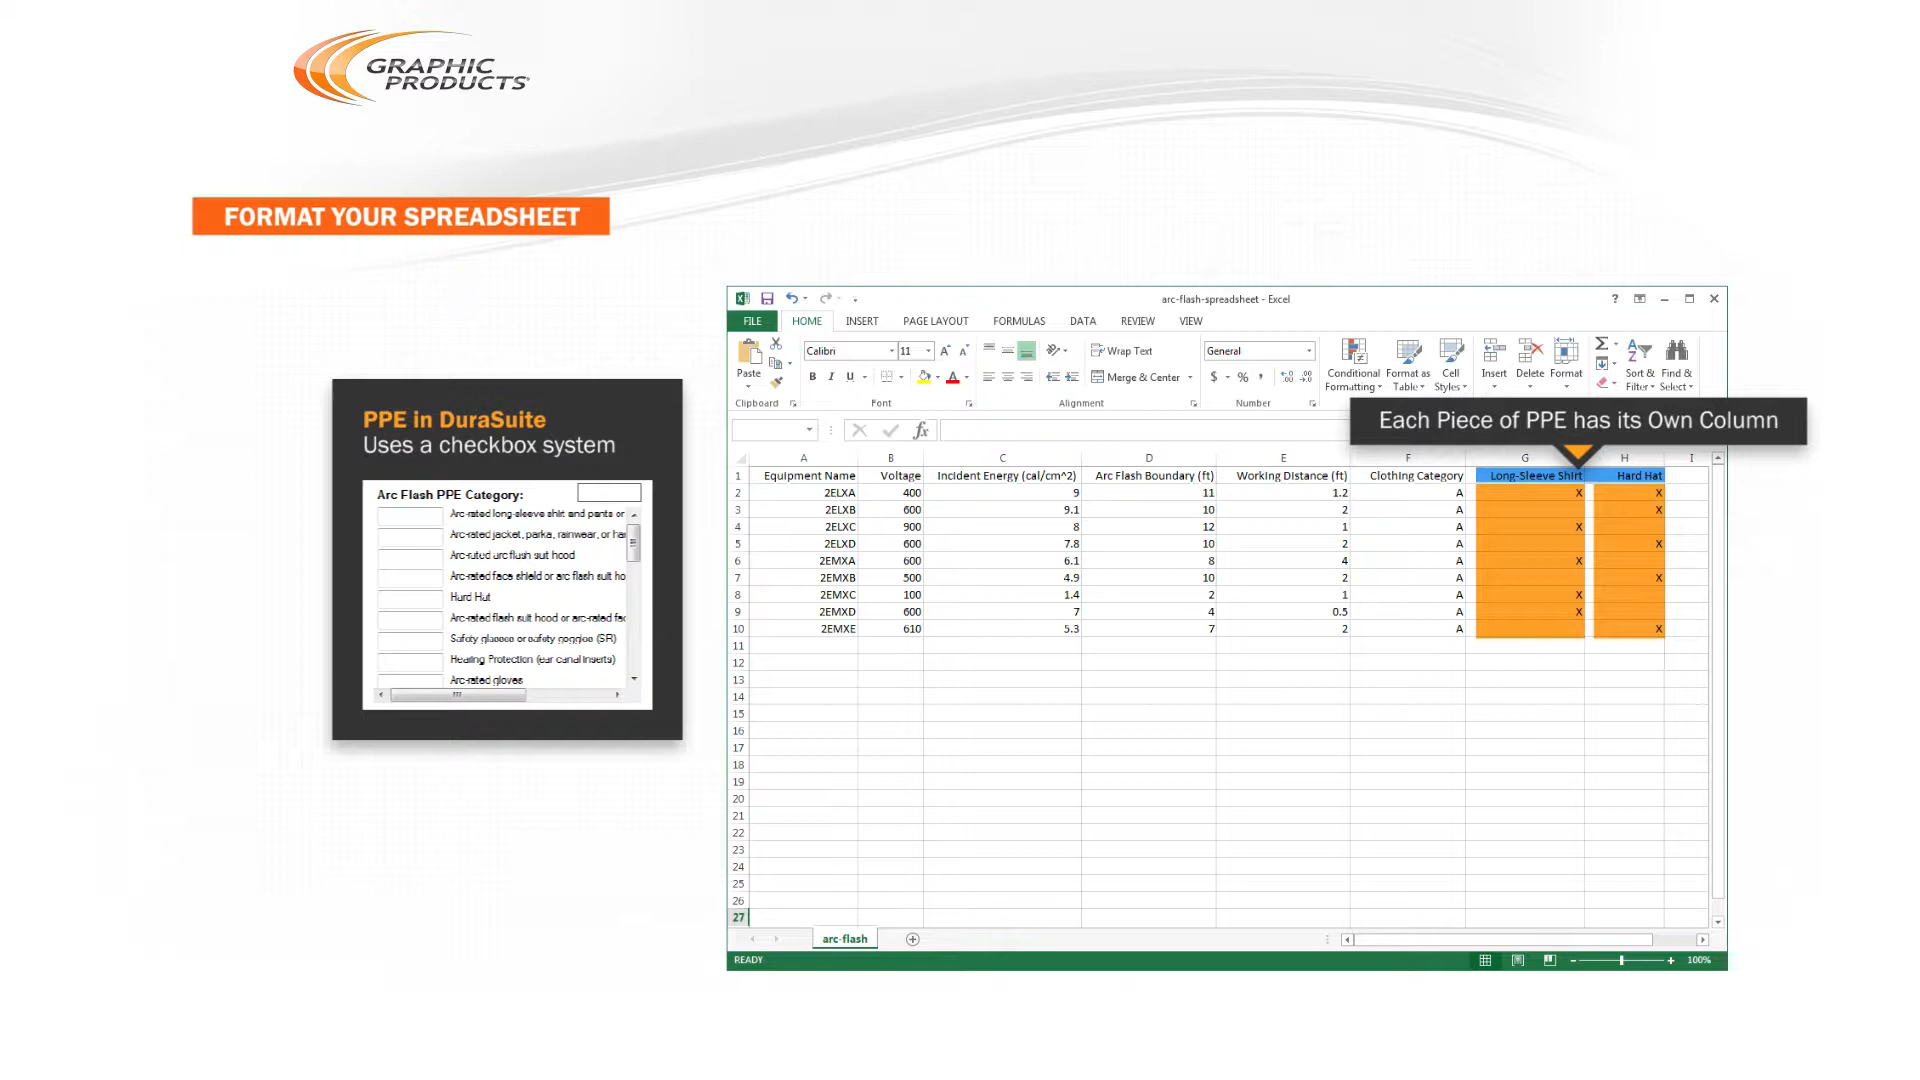 GRAPHIC
PRODUCTS
FORMAT YOUR SPREADSHEET
PPE in DuraSuite
Uses a checkbox system
Arc Flash PPE Category:
Arc-rated long-sleeve shirt and pants or
Arc-rated jacket, parka, rainwear, or har
Arc-rated arc flash suit hood
Arc-rated face shield or arc flash suit ho
Hard Hat
Arc-rated flash suit hood or arc-rated fac
Safety glasses or safety goggles (SR)
Hearing Protection (ear canal inserts)
Arc-rated gloves
arc-flash-spreadsheet - Excel
FILE HOME INSERT PAGE LAYOUT FORMULAS DATA REVIEW VIEW
Calibri 11 Wrap Text General
Paste B I U Merge & Center $ % , Conditional Formatting Format as Table Cell Styles Insert Delete Format Sort & Filter Find & Select
Clipboard Font Alignment Number
Each Piece of PPE has its Own Column
fx
A B C D E F G H I
1 Equipment Name Voltage Incident Energy (cal/cm^2) Arc Flash Boundary (ft) Working Distance (ft) Clothing Category Long-Sleeve Shirt Hard Hat
2 2ELXA 400 9 11 1.2 A X X
3 2ELXB 600 9.1 10 2 A X
4 2ELXC 900 8 12 1 A X
5 2ELXD 600 7.8 10 2 A X
6 2EMXA 600 6.1 8 4 A X
7 2EMXB 500 4.9 10 2 A X
8 2EMXC 100 1.4 2 1 A X
9 2EMXD 600 7 4 0.5 A X
10 2EMXE 610 5.3 7 2 A X
11
12
13
14
15
16
17
18
19
20
21
22
23
24
25
26
27
arc-flash
READY 100%